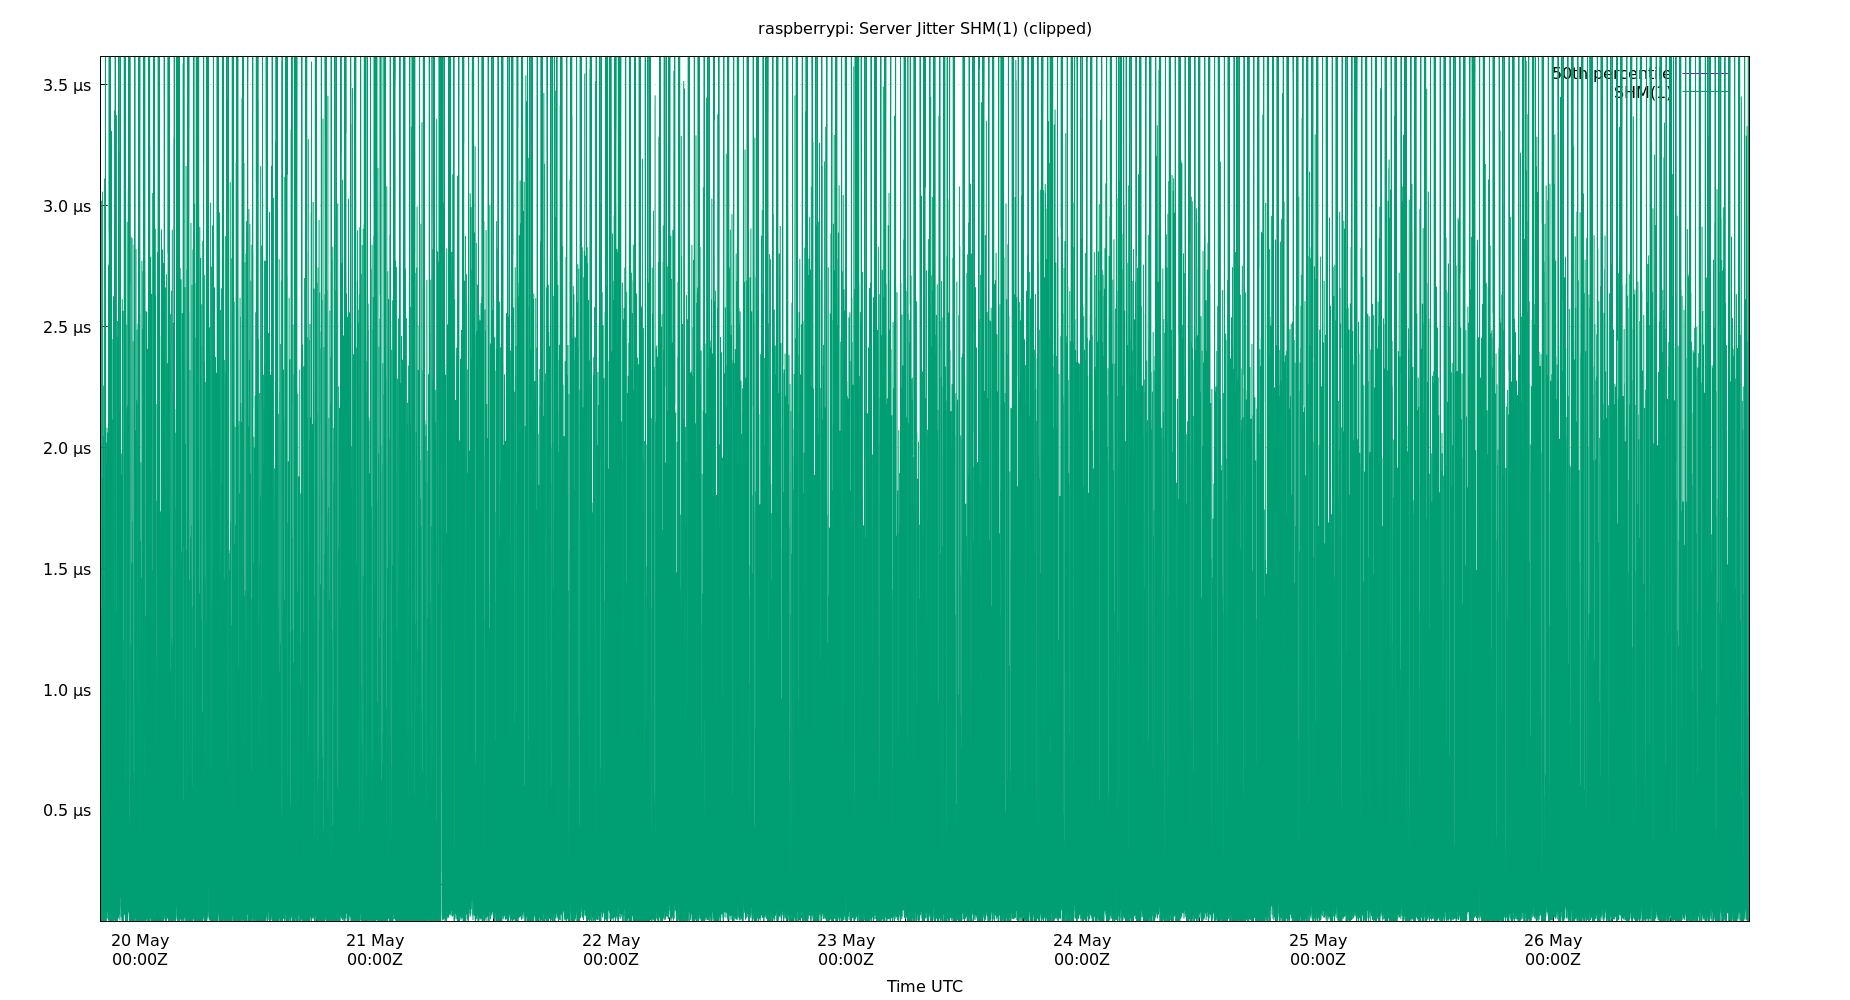 raspberrypi: Server Jitter SHM(1) (clipped)
50th percentile
SHM(1)
3.5 µs
3.0 µs
2.5 µs
2.0 µs
1.5 µs
1.0 µs
0.5 µs
20 May 21 May 22 May 23 May 24 May 25 May 26 May
00:00Z 00:00Z 00:00Z 00:00Z 00:00Z 00:00Z 00:00Z
Time UTC